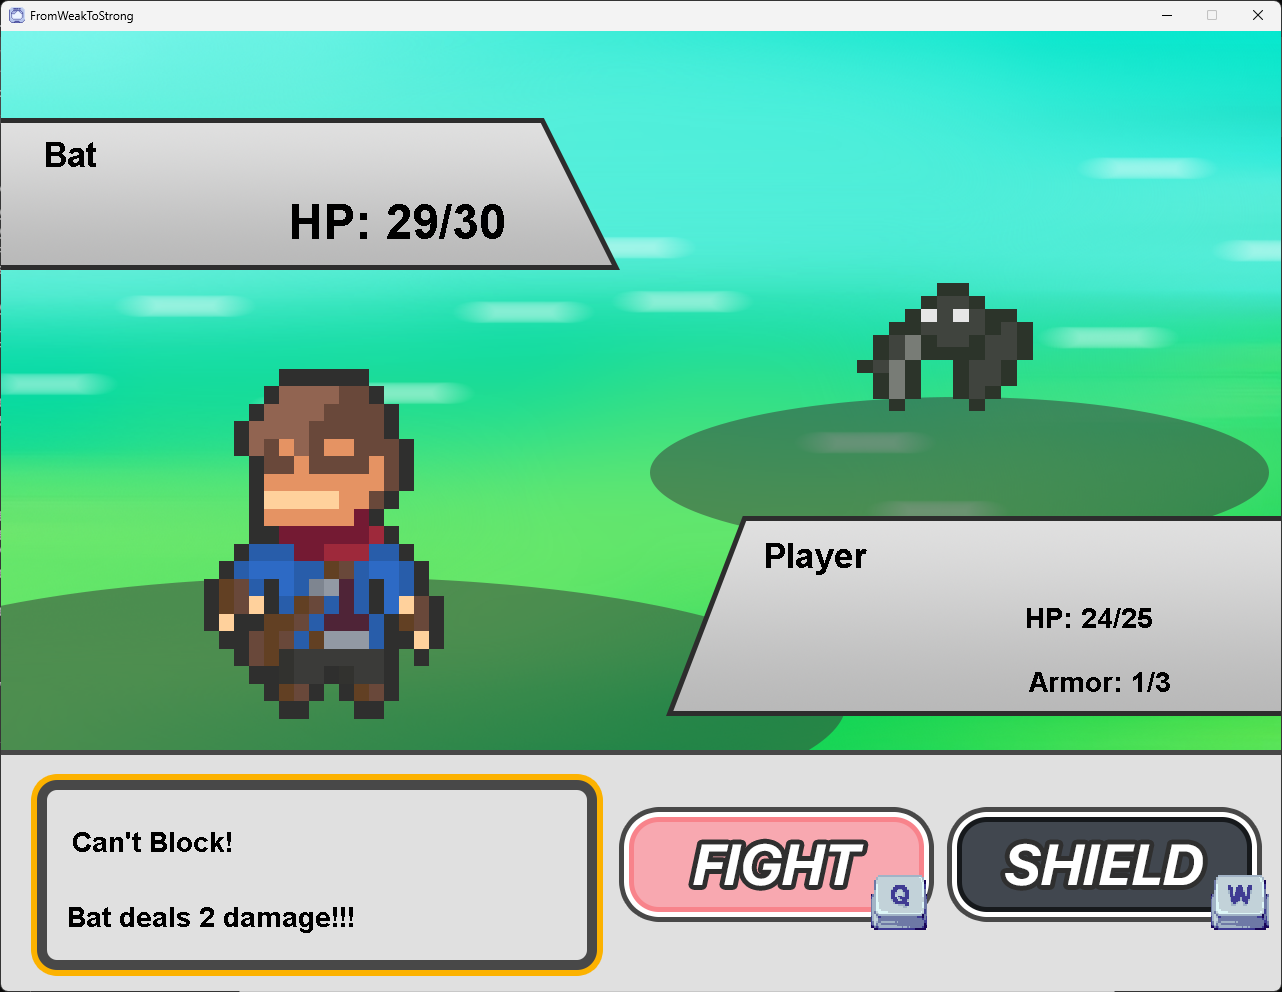 FromWeakToStrong
Bat
HP: 29/30
Player
HP: 24/25
Armor: 1/3
Can't Block!
Bat deals 2 damage!!!
FIGHT
Q
SHIELD
W